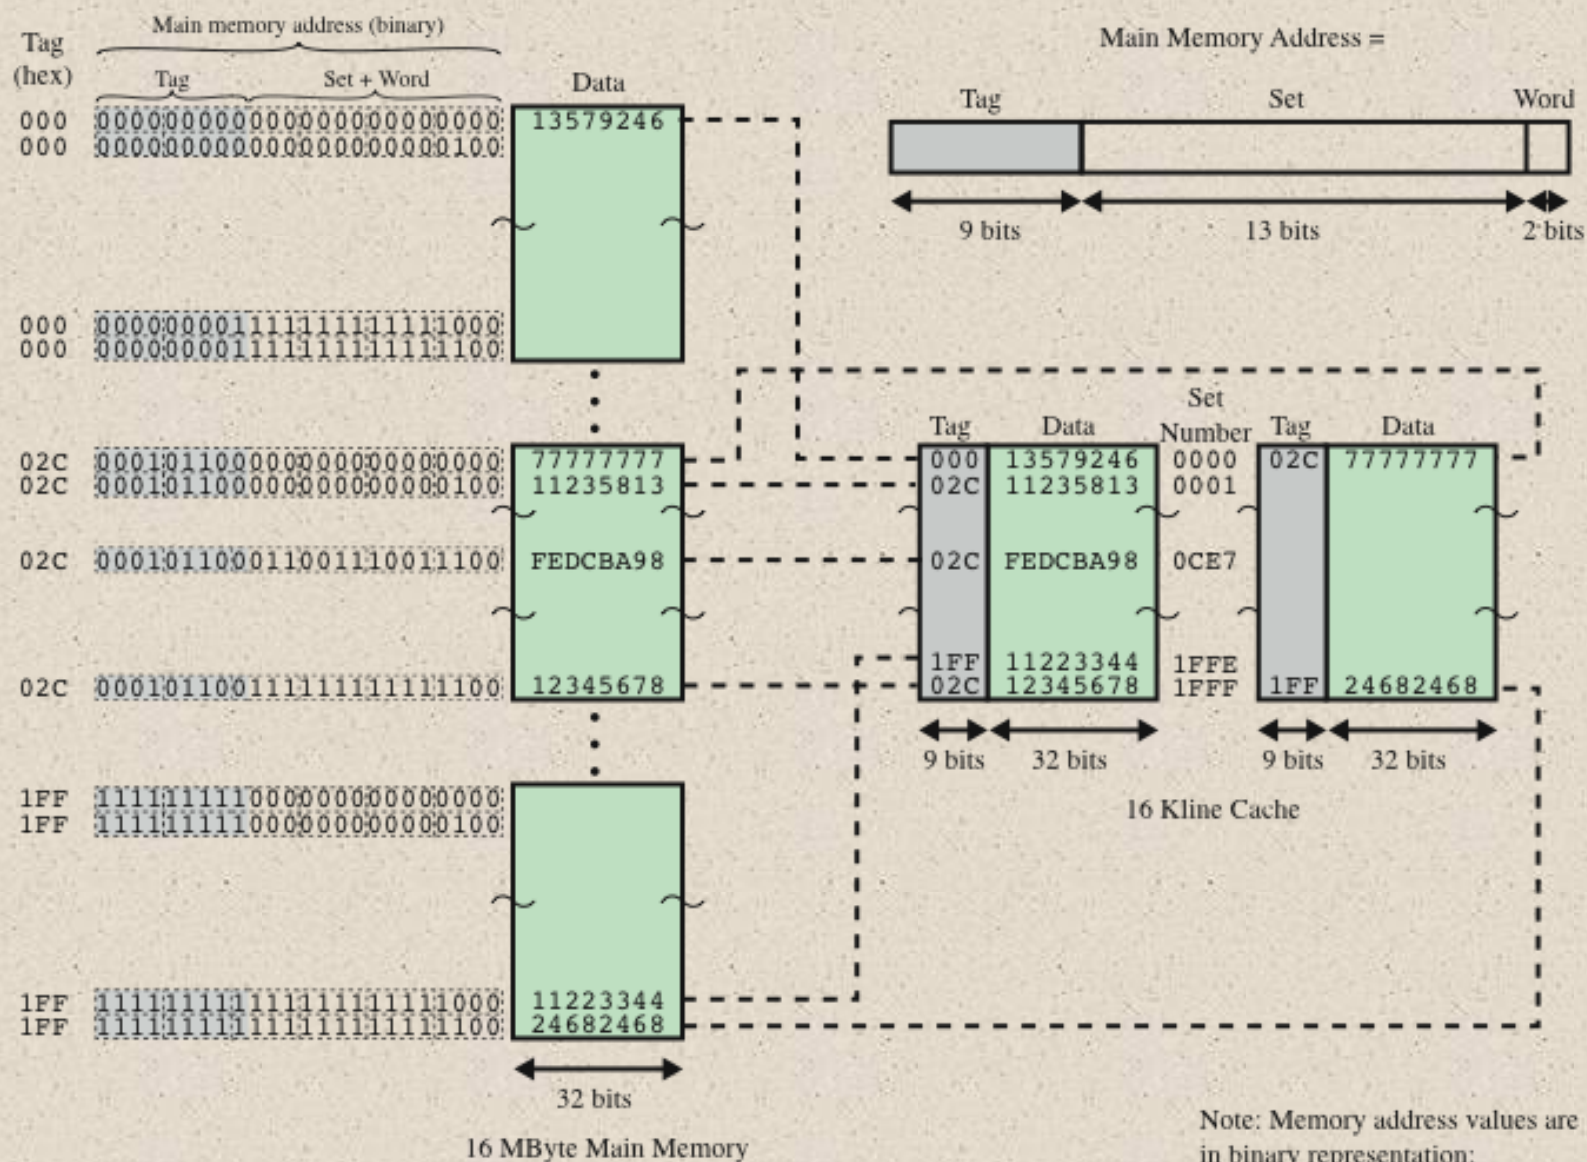 Main memory address (binary)
Tag
(hex)
Tag
Set + Word
Data
000 000000000000000000000000 13579246
000 000000000000000000000100
000 000000001111111111111000
000 000000001111111111111100
02C 000101100000000000000000 77777777
02C 000101100000000000000100 11235813
02C 000101100011001110011100 FEDCBA98
02C 000101100111111111111100 12345678
1FF 111111111000000000000000
1FF 111111111000000000000100
1FF 111111111111111111111000 11223344
1FF 111111111111111111111100 24682468
32 bits
16 MByte Main Memory
Main Memory Address =
Tag Set Word
9 bits 13 bits 2 bits
Set
Tag Data Number Tag Data
000 13579246 0000 02C 77777777
02C 11235813 0001
02C FEDCBA98 0CE7
1FF 11223344 1FFE
02C 12345678 1FFF 1FF 24682468
9 bits 32 bits 9 bits 32 bits
16 Kline Cache
Note: Memory address values are
in binary representation;